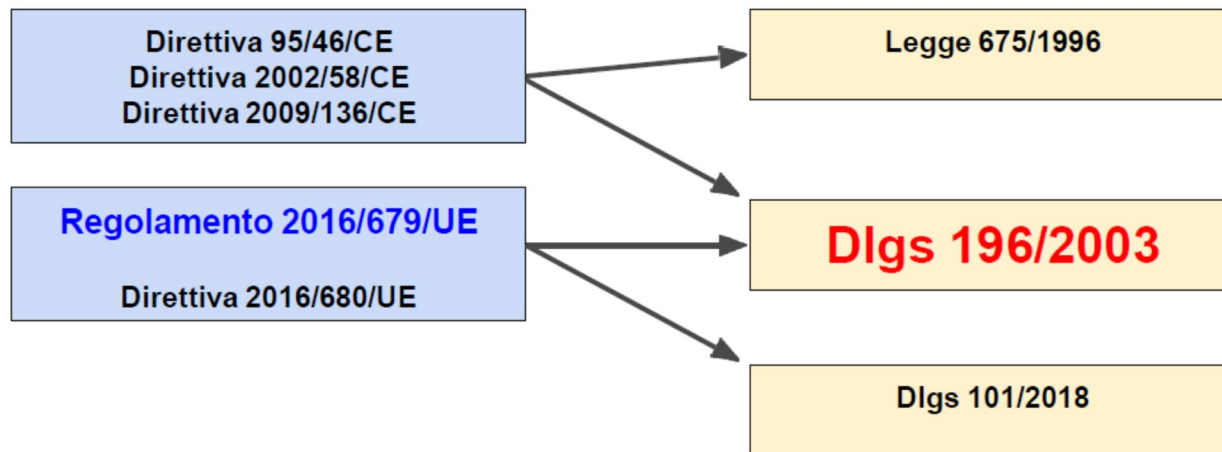 Direttiva 95/46/CE
Direttiva 2002/58/CE
Direttiva 2009/136/CE
Legge 675/1996
Regolamento 2016/679/UE
Direttiva 2016/680/UE
Dlgs 196/2003
Dlgs 101/2018